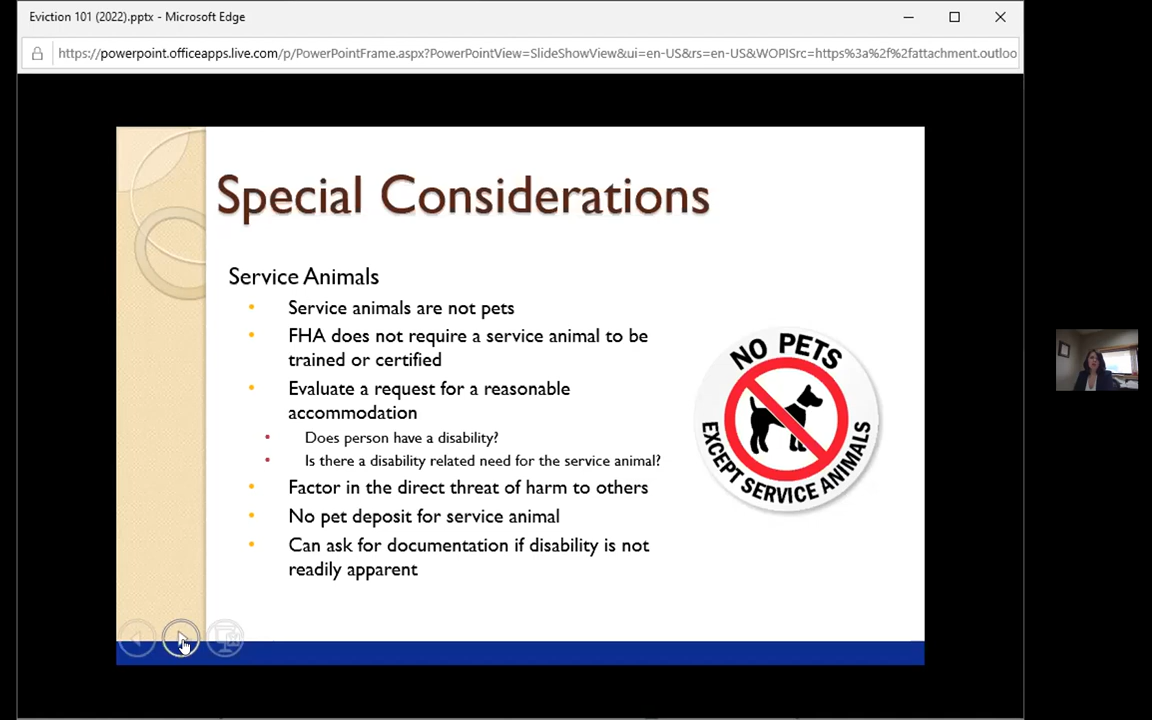 Eviction 101 (2022).pptx - Microsoft Edge
https://powerpoint.officeapps.live.com/p/PowerPointFrame.aspx?PowerPointView=SlideShowView&ui=en-US&rs=en-US&WOPISrc=https%3a%2f%2fattachment.outloo
Special Considerations
Service Animals
• Service animals are not pets
• FHA does not require a service animal to be
trained or certified
• Evaluate a request for a reasonable
accommodation
• Does person have a disability?
• Is there a disability related need for the service animal?
• Factor in the direct threat of harm to others
• No pet deposit for service animal
• Can ask for documentation if disability is not
readily apparent
NO PETS
EXCEPT SERVICE ANIMALS